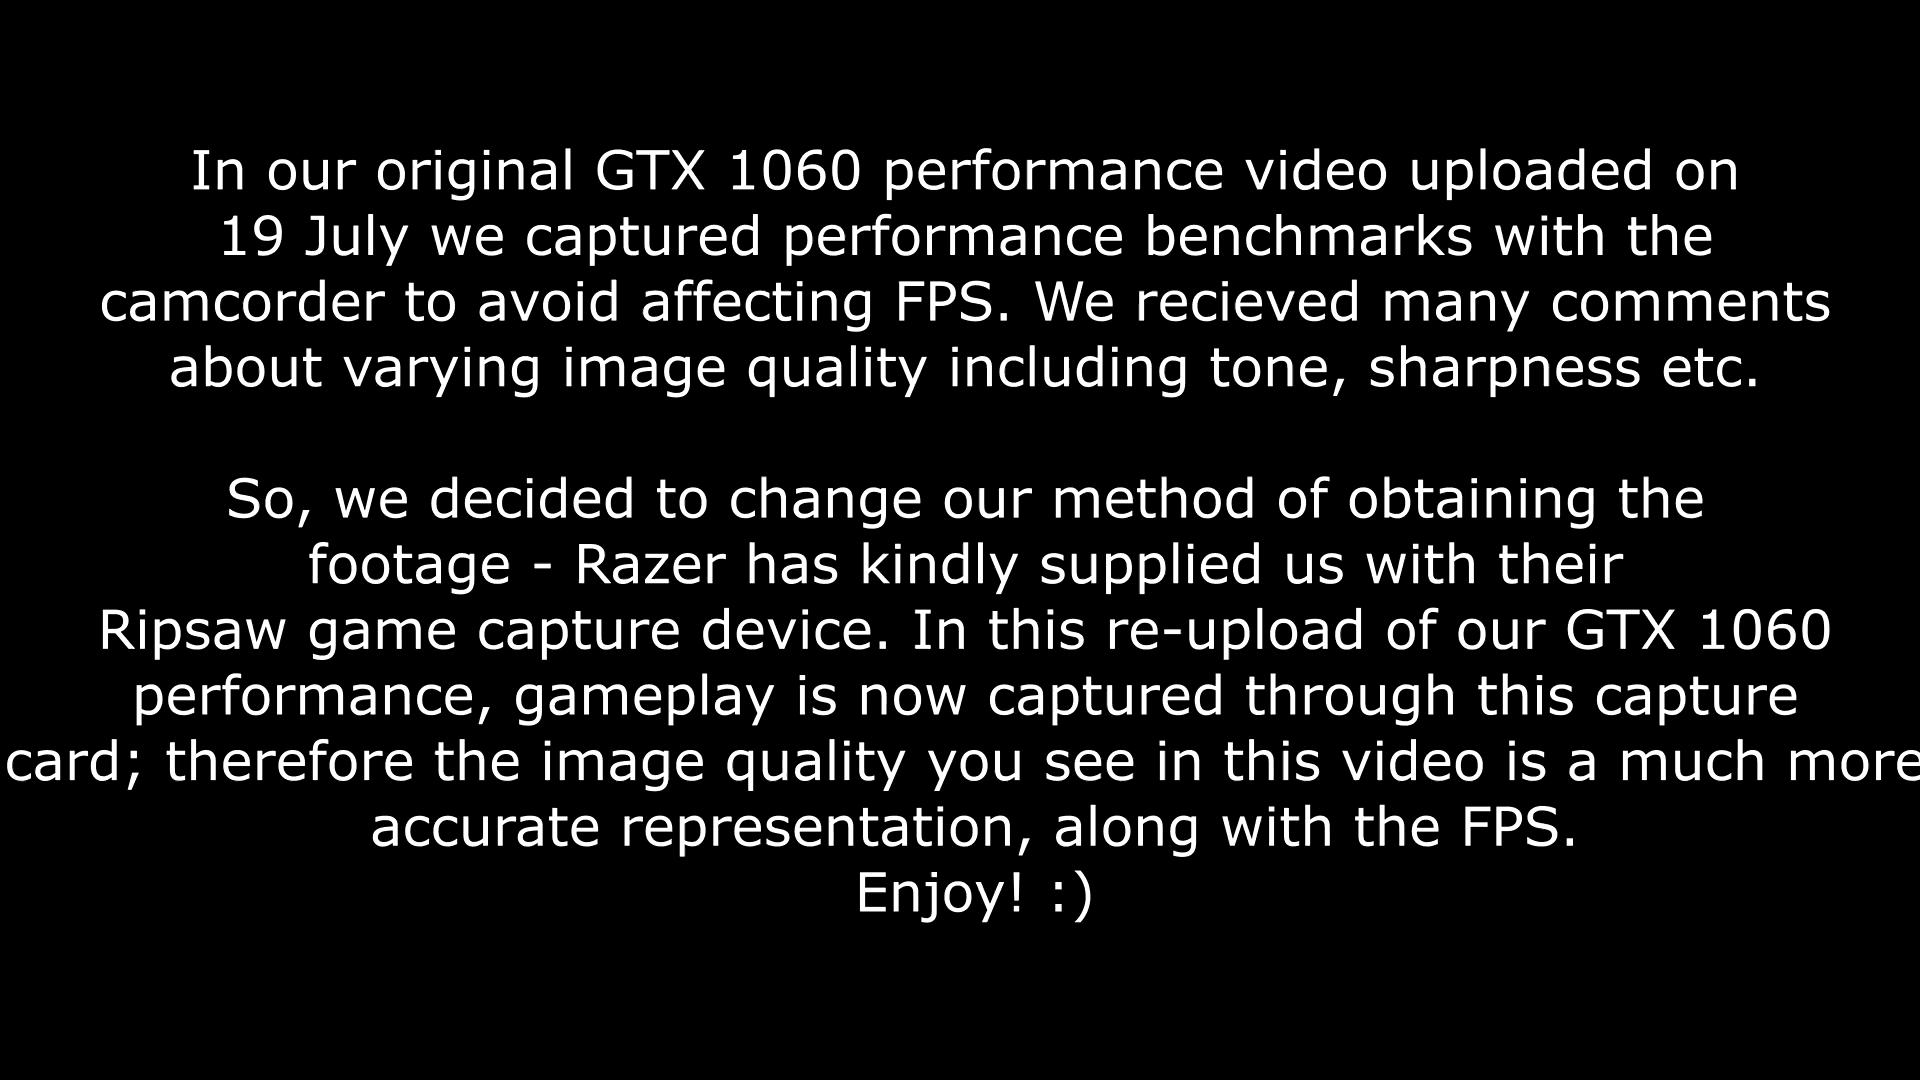 In our original GTX 1060 performance video uploaded on
19 July we captured performance benchmarks with the
camcorder to avoid affecting FPS. We recieved many comments
about varying image quality including tone, sharpness etc.
So, we decided to change our method of obtaining the
footage - Razer has kindly supplied us with their
Ripsaw game capture device. In this re-upload of our GTX 1060
performance, gameplay is now captured through this capture
card; therefore the image quality you see in this video is a much more
accurate representation, along with the FPS.
Enjoy! :)